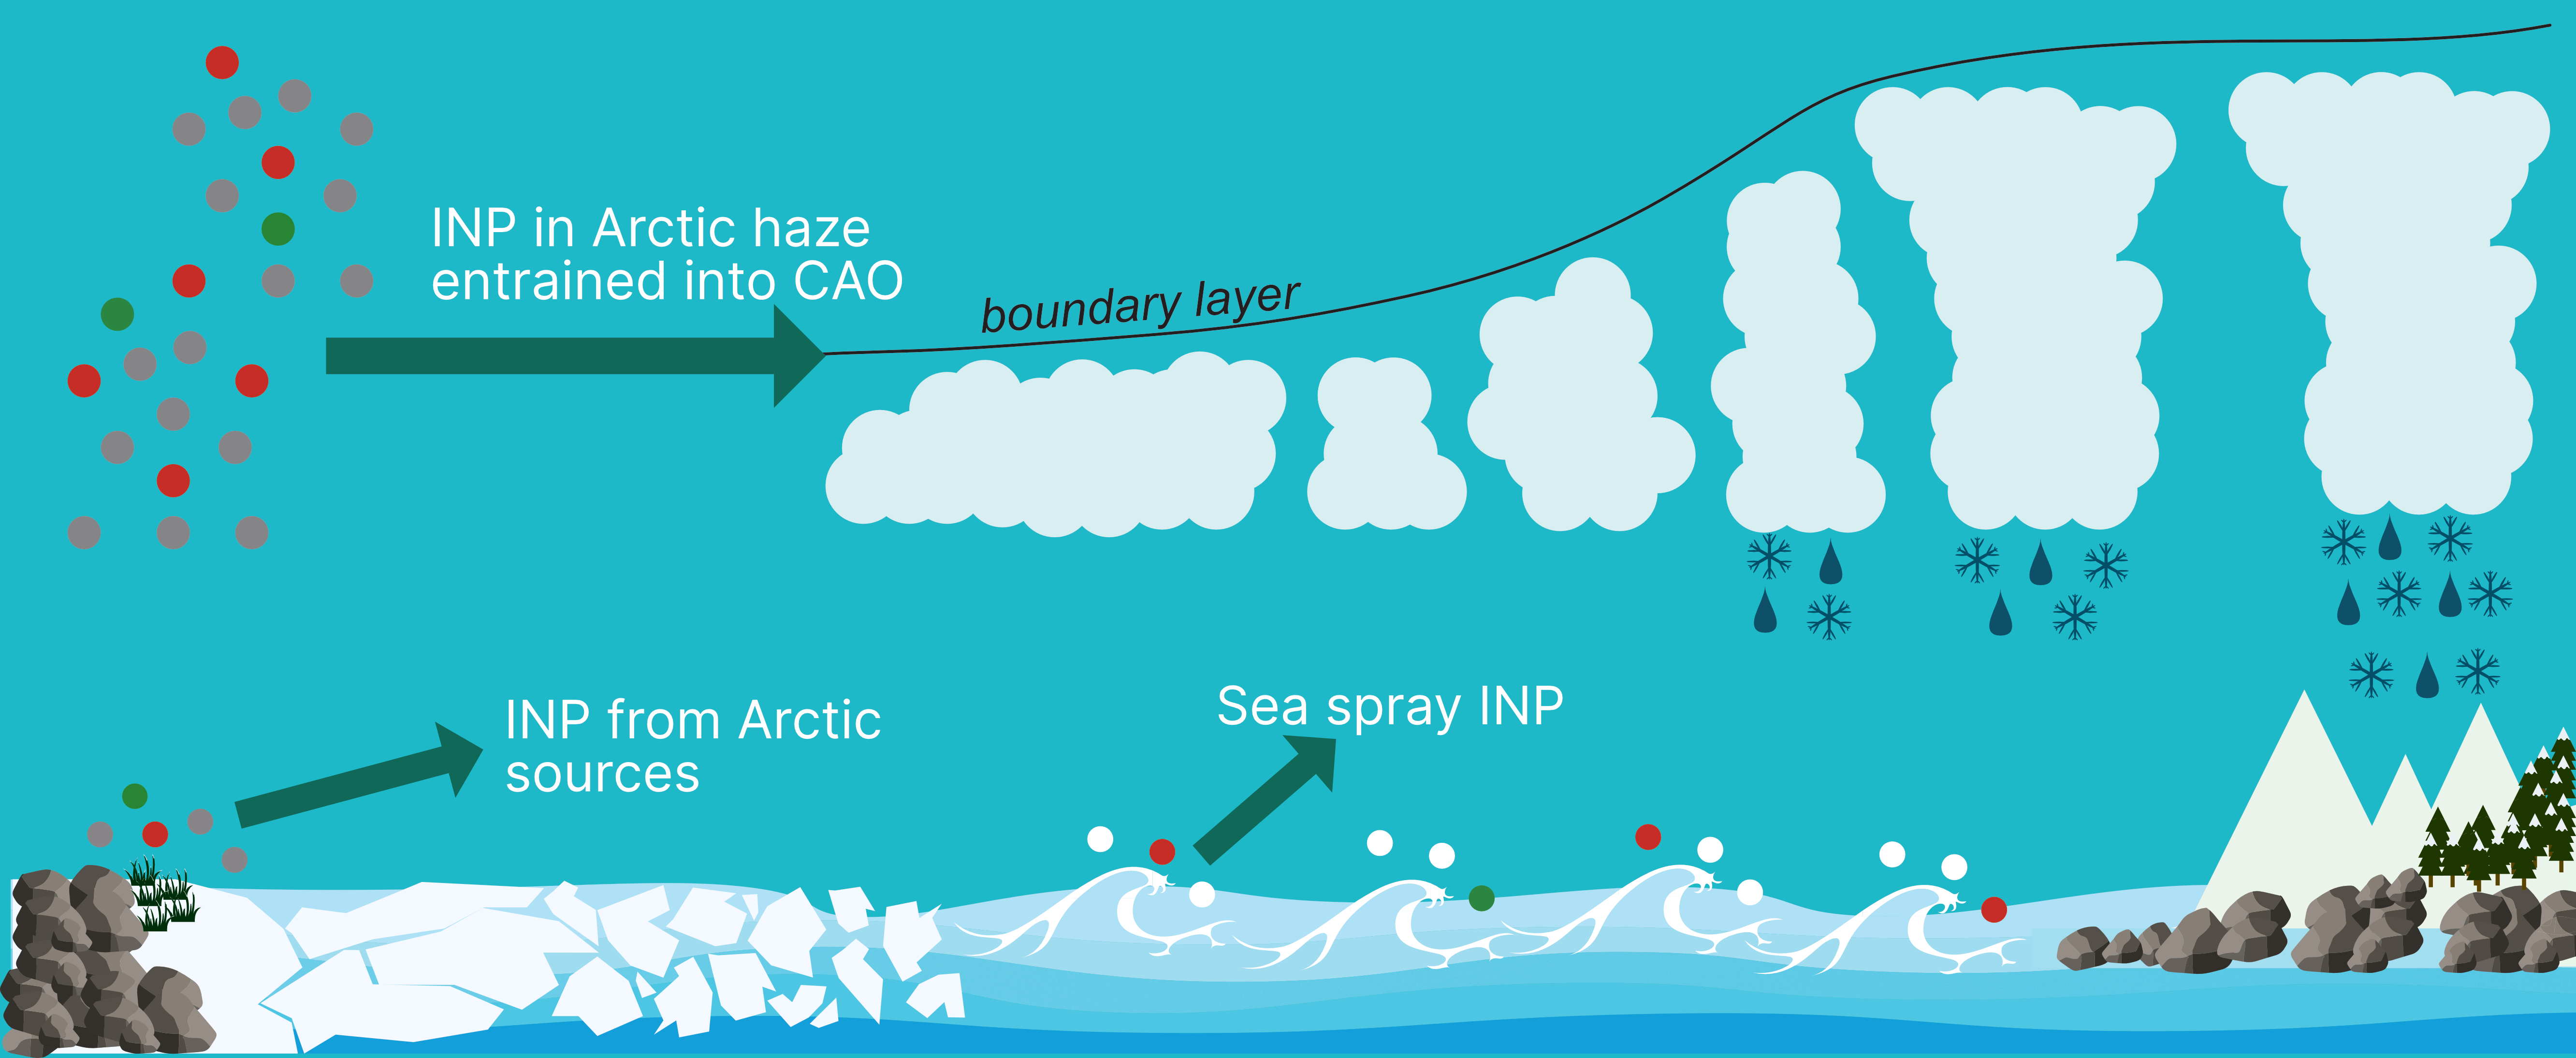 INP in Arctic haze
entrained into CAO
boundary layer
INP from Arctic
sources
Sea spray INP